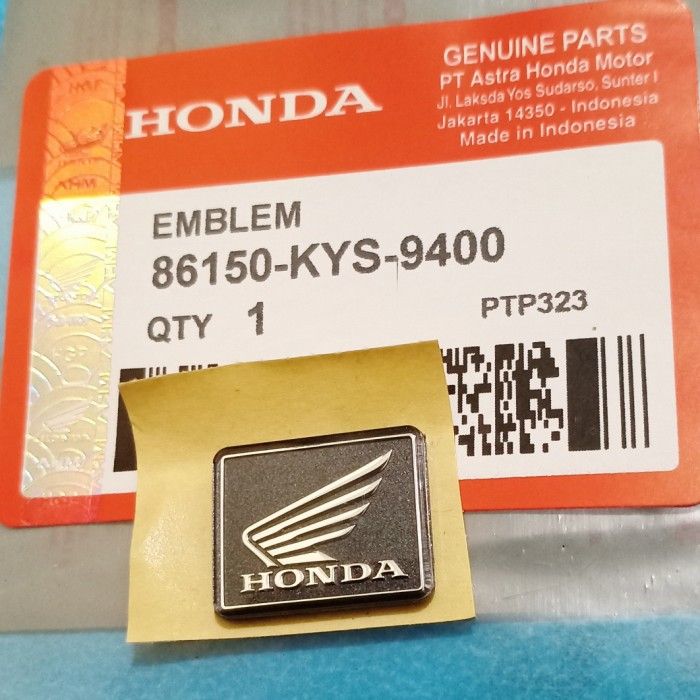 HONDA
GENUINE PARTS
PT Astra Honda Motor
Jl. Laksda Yos Sudarso, Sunter I
Jakarta 14350 - Indonesia
Made in Indonesia
EMBLEM
86150-KYS-9400
QTY 1
PTP323
HONDA